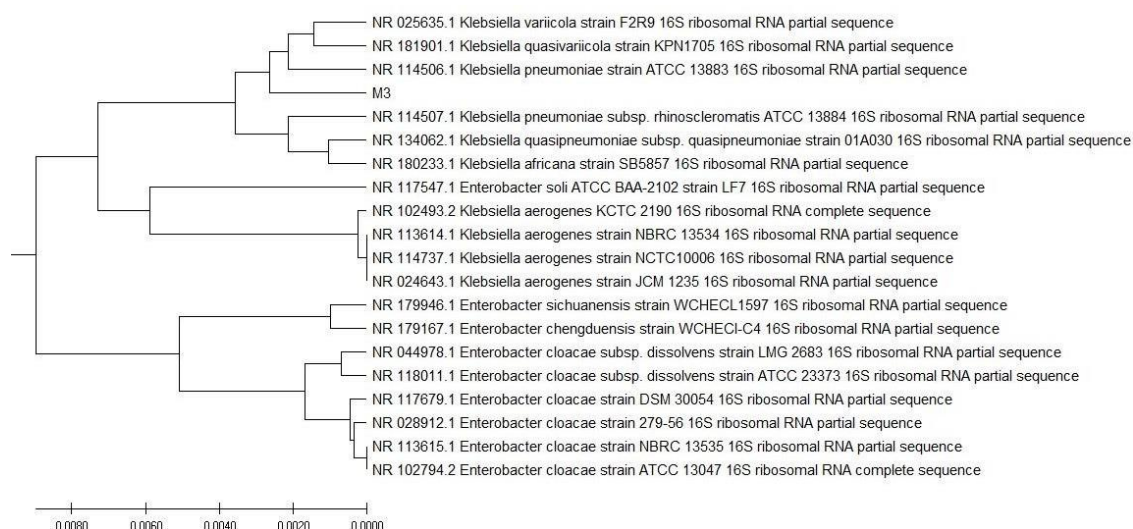 NR 025635.1 Klebsiella variicola strain F2R9 16S ribosomal RNA partial sequence
NR 181901.1 Klebsiella quasivariicola strain KPN1705 16S ribosomal RNA partial sequence
NR 114506.1 Klebsiella pneumoniae strain ATCC 13883 16S ribosomal RNA partial sequence
M3
NR 114507.1 Klebsiella pneumoniae subsp. rhinoscleromatis ATCC 13884 16S ribosomal RNA partial sequence
NR 134062.1 Klebsiella quasipneumoniae subsp. quasipneumoniae strain 01A030 16S ribosomal RNA partial sequence
NR 180233.1 Klebsiella africana strain SB5857 16S ribosomal RNA partial sequence
NR 117547.1 Enterobacter soli ATCC BAA-2102 strain LF7 16S ribosomal RNA partial sequence
NR 102493.2 Klebsiella aerogenes KCTC 2190 16S ribosomal RNA complete sequence
NR 113614.1 Klebsiella aerogenes strain NBRC 13534 16S ribosomal RNA partial sequence
NR 114737.1 Klebsiella aerogenes strain NCTC10006 16S ribosomal RNA partial sequence
NR 024643.1 Klebsiella aerogenes strain JCM 1235 16S ribosomal RNA partial sequence
NR 179946.1 Enterobacter sichuanensis strain WCHECL1597 16S ribosomal RNA partial sequence
NR 179167.1 Enterobacter chengduensis strain WCHECl-C4 16S ribosomal RNA partial sequence
NR 044978.1 Enterobacter cloacae subsp. dissolvens strain LMG 2683 16S ribosomal RNA partial sequence
NR 118011.1 Enterobacter cloacae subsp. dissolvens strain ATCC 23373 16S ribosomal RNA partial sequence
NR 117679.1 Enterobacter cloacae strain DSM 30054 16S ribosomal RNA partial sequence
NR 028912.1 Enterobacter cloacae strain 279-56 16S ribosomal RNA partial sequence
NR 113615.1 Enterobacter cloacae strain NBRC 13535 16S ribosomal RNA partial sequence
NR 102794.2 Enterobacter cloacae strain ATCC 13047 16S ribosomal RNA complete sequence
0.0080 0.0060 0.0040 0.0020 0.0000